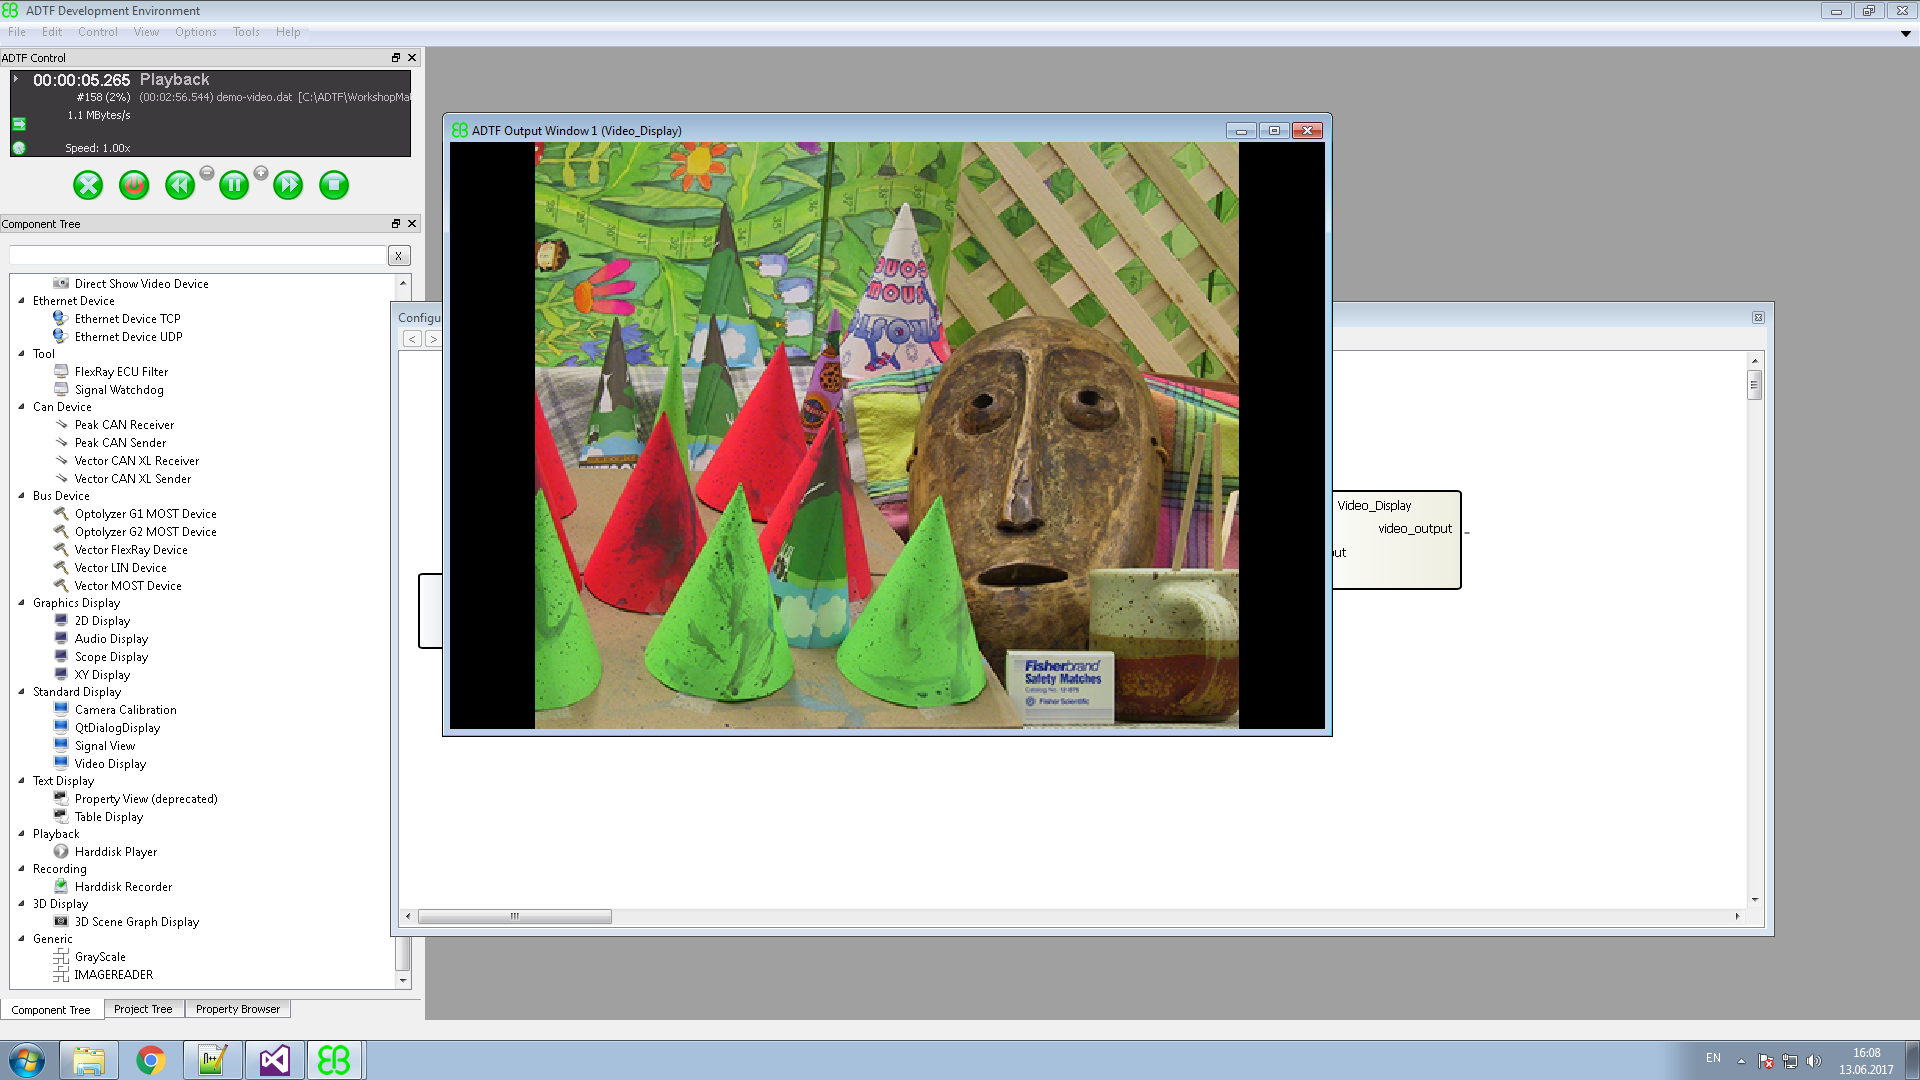 ADTF Development Environment
File Edit Control View Options Tools Help
ADTF Control
00:00:05.265 Playback
#158 (2%) (00:02:56.544) demo-video.dat [C:\ADTF\WorkshopMa
1.1 MBytes/s
Speed: 1.00x
Component Tree
X
Direct Show Video Device
Ethernet Device
Ethernet Device TCP
Ethernet Device UDP
Tool
FlexRay ECU Filter
Signal Watchdog
Can Device
Peak CAN Receiver
Peak CAN Sender
Vector CAN XL Receiver
Vector CAN XL Sender
Bus Device
Optolyzer G1 MOST Device
Optolyzer G2 MOST Device
Vector FlexRay Device
Vector LIN Device
Vector MOST Device
Graphics Display
2D Display
Audio Display
Scope Display
XY Display
Standard Display
Camera Calibration
QtDialogDisplay
Signal View
Video Display
Text Display
Property View (deprecated)
Table Display
Playback
Harddisk Player
Recording
Harddisk Recorder
3D Display
3D Scene Graph Display
Generic
GrayScale
IMAGEREADER
Component Tree Project Tree Property Browser
ADTF Output Window 1 (Video_Display)
Configu
< >
Fisherbrand
Safety Matches
Catalog No. 12-876
Fisher Scientific
Video_Display
video_output
ut
EN
16:08
13.06.2017